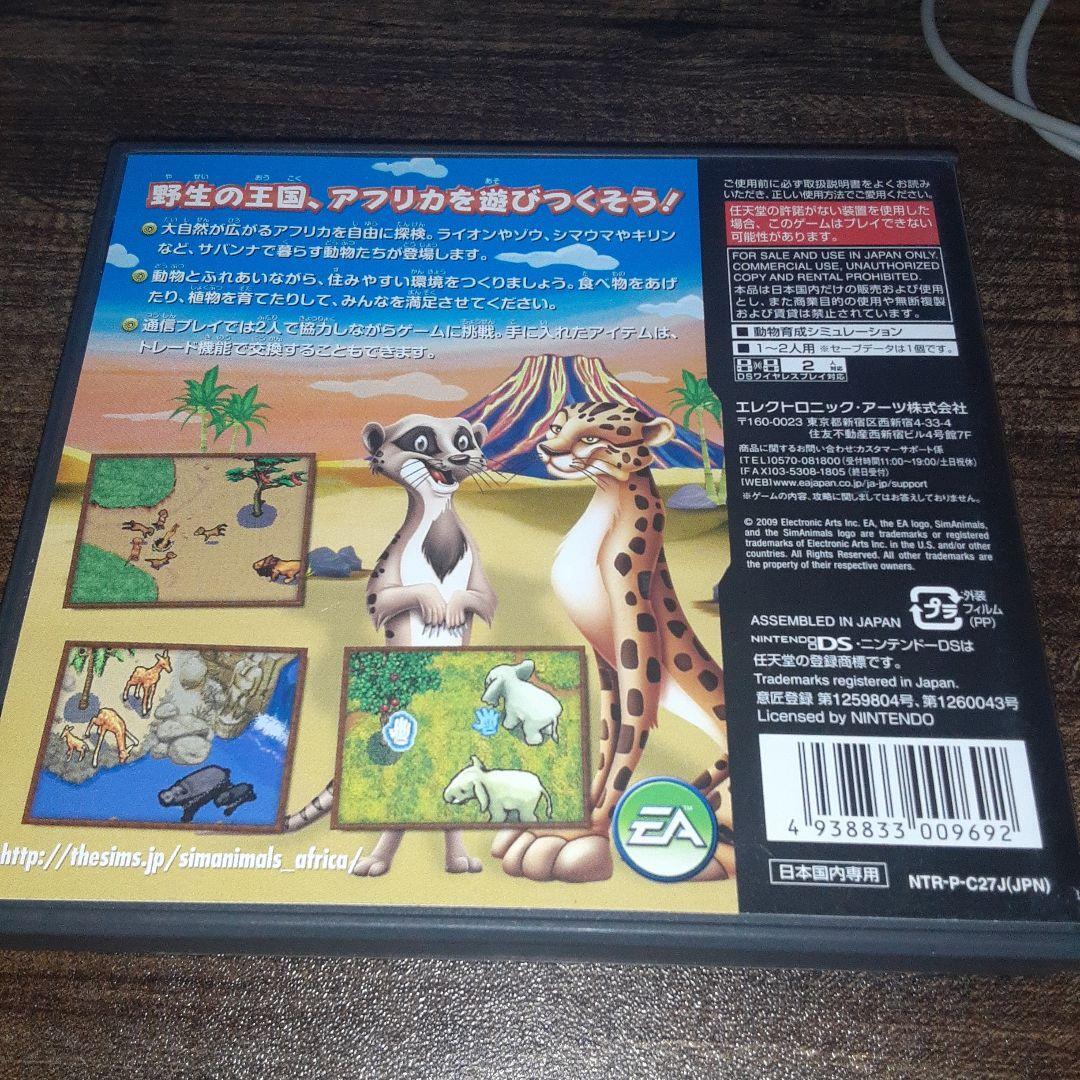 野生の王国、アフリカを遊びつくそう!
大自然が広がるアフリカを自由に探検。ライオンやゾウ、シマウマやキリン
など、サバンナで暮らす動物たちが登場します。
動物とふれあいながら、住みやすい環境をつくりましょう。食べ物をあげ
たり、植物を育てたりして、みんなを満足させてください。
通信プレイでは2人で協力しながらゲームに挑戦。手に入れたアイテムは、
トレード機能で交換することもできます。
http://thesims.jp/simanimals_africa/
EA
ご使用前に必ず取扱説明書をよくお読み
いただき、正しい使用方法でご愛用ください。
任天堂の許諾がない装置を使用した
場合、このゲームはプレイできない
可能性があります。
FOR SALE AND USE IN JAPAN ONLY.
COMMERCIAL USE, UNAUTHORIZED
COPY AND RENTAL PROHIBITED.
本品は日本国内だけの販売および使用
とし、また商業目的の使用や無断複製
および賃貸は禁止されています。
■ 動物育成シミュレーション
■ 1〜2人用 ※セーブデータは1個です。
2 人対応
DSワイヤレスプレイ対応
エレクトロニック・アーツ株式会社
〒160-0023 東京都新宿区西新宿4-33-4
住友不動産西新宿ビル4号館7F
商品に関するお問い合わせ:カスタマーサポート係
[TEL]0570-081800(受付時間11:00〜19:00/土日祝休)
[FAX]03-5308-1805(終日受付)
[WEB]www.eajapan.co.jp/ja-jp/support
※ゲームの内容、攻略に関しましてはお答えしておりません。
© 2009 Electronic Arts Inc. EA, the EA logo, SimAnimals,
and the SimAnimals logo are trademarks or registered
trademarks of Electronic Arts Inc. in the U.S. and/or other
countries. All Rights Reserved. All other trademarks are
the property of their respective owners.
プラ
外装
フィルム
(PP)
ASSEMBLED IN JAPAN
NINTENDO DS・ニンテンドーDSは
任天堂の登録商標です。
Trademarks registered in Japan.
意匠登録 第1259804号、第1260043号
Licensed by NINTENDO
4 938833 009692
日本国内専用
NTR-P-C27J(JPN)